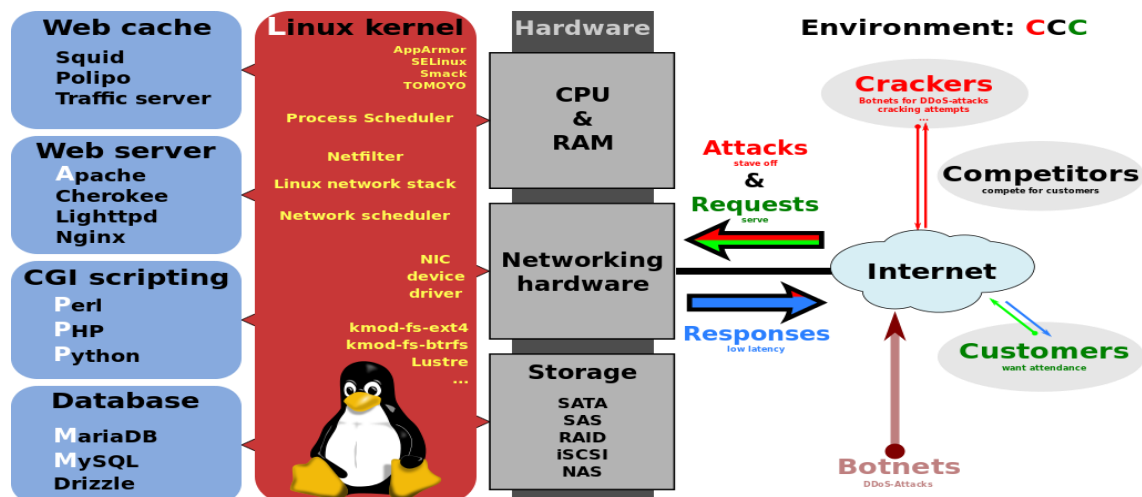 Web cache
Squid
Polipo
Traffic server
Web server
Apache
Cherokee
Lighttpd
Nginx
CGI scripting
Perl
PHP
Python
Database
MariaDB
MySQL
Drizzle
Linux kernel
AppArmor
SELinux
Smack
TOMOYO
Process Scheduler
Netfilter
Linux network stack
Network scheduler
NIC
device
driver
kmod-fs-ext4
kmod-fs-btrfs
Lustre
...
Hardware
CPU
&
RAM
Networking
hardware
Storage
SATA
SAS
RAID
iSCSI
NAS
Attacks
stave off
&
Requests
serve
Responses
low latency
Environment: CCC
Crackers
Botnets for DDoS-attacks
cracking attempts
...
Competitors
compete for customers
Internet
Customers
want attendance
Botnets
DDoS-Attacks